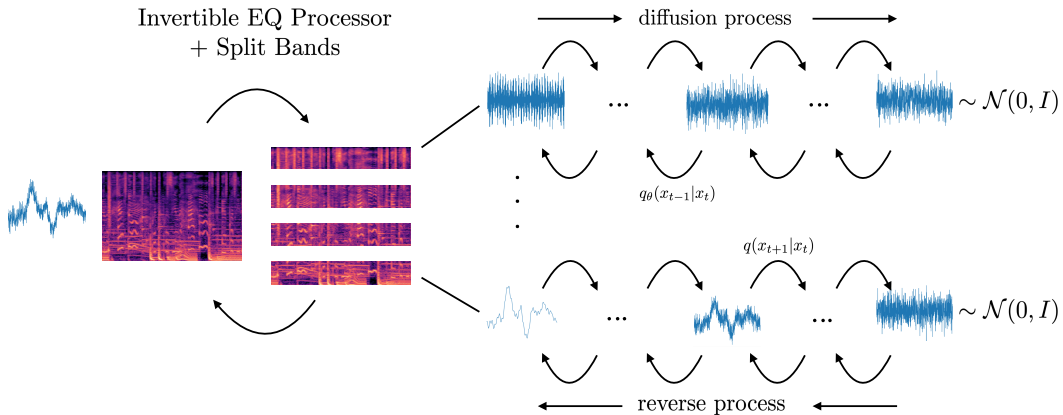 Invertible EQ Processor
+ Split Bands
diffusion process
...
...
∼ 𝒩(0, I)
q_θ(x_{t−1}|x_t)
q(x_{t+1}|x_t)
...
...
∼ 𝒩(0, I)
reverse process